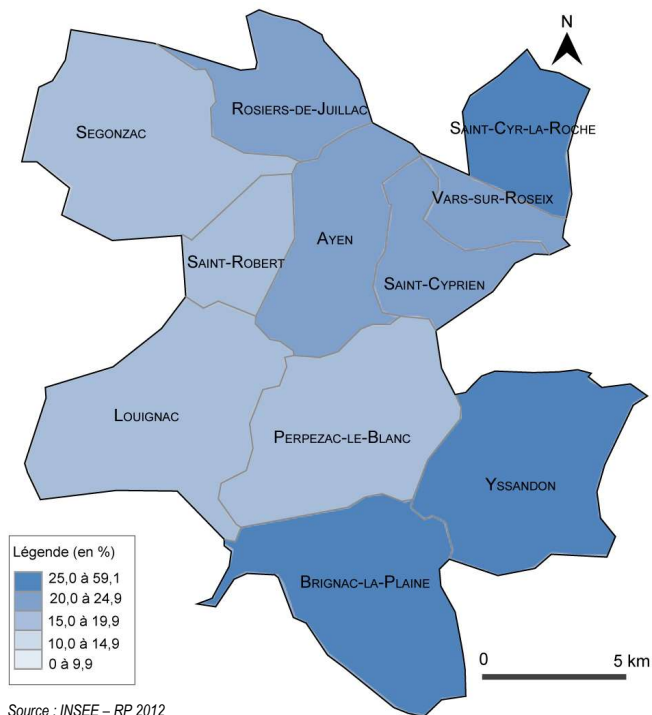 N
ROSIERS-DE-JUILLAC
SEGONZAC
SAINT-CYR-LA-ROCHE
VARS-SUR-ROSEIX
AYEN
SAINT-ROBERT
SAINT-CYPRIEN
LOUIGNAC
PERPEZAC-LE-BLANC
YSSANDON
BRIGNAC-LA-PLAINE
Légende (en %)
25,0 à 59,1
20,0 à 24,9
15,0 à 19,9
10,0 à 14,9
0 à 9,9
0 5 km
Source : INSEE – RP 2012